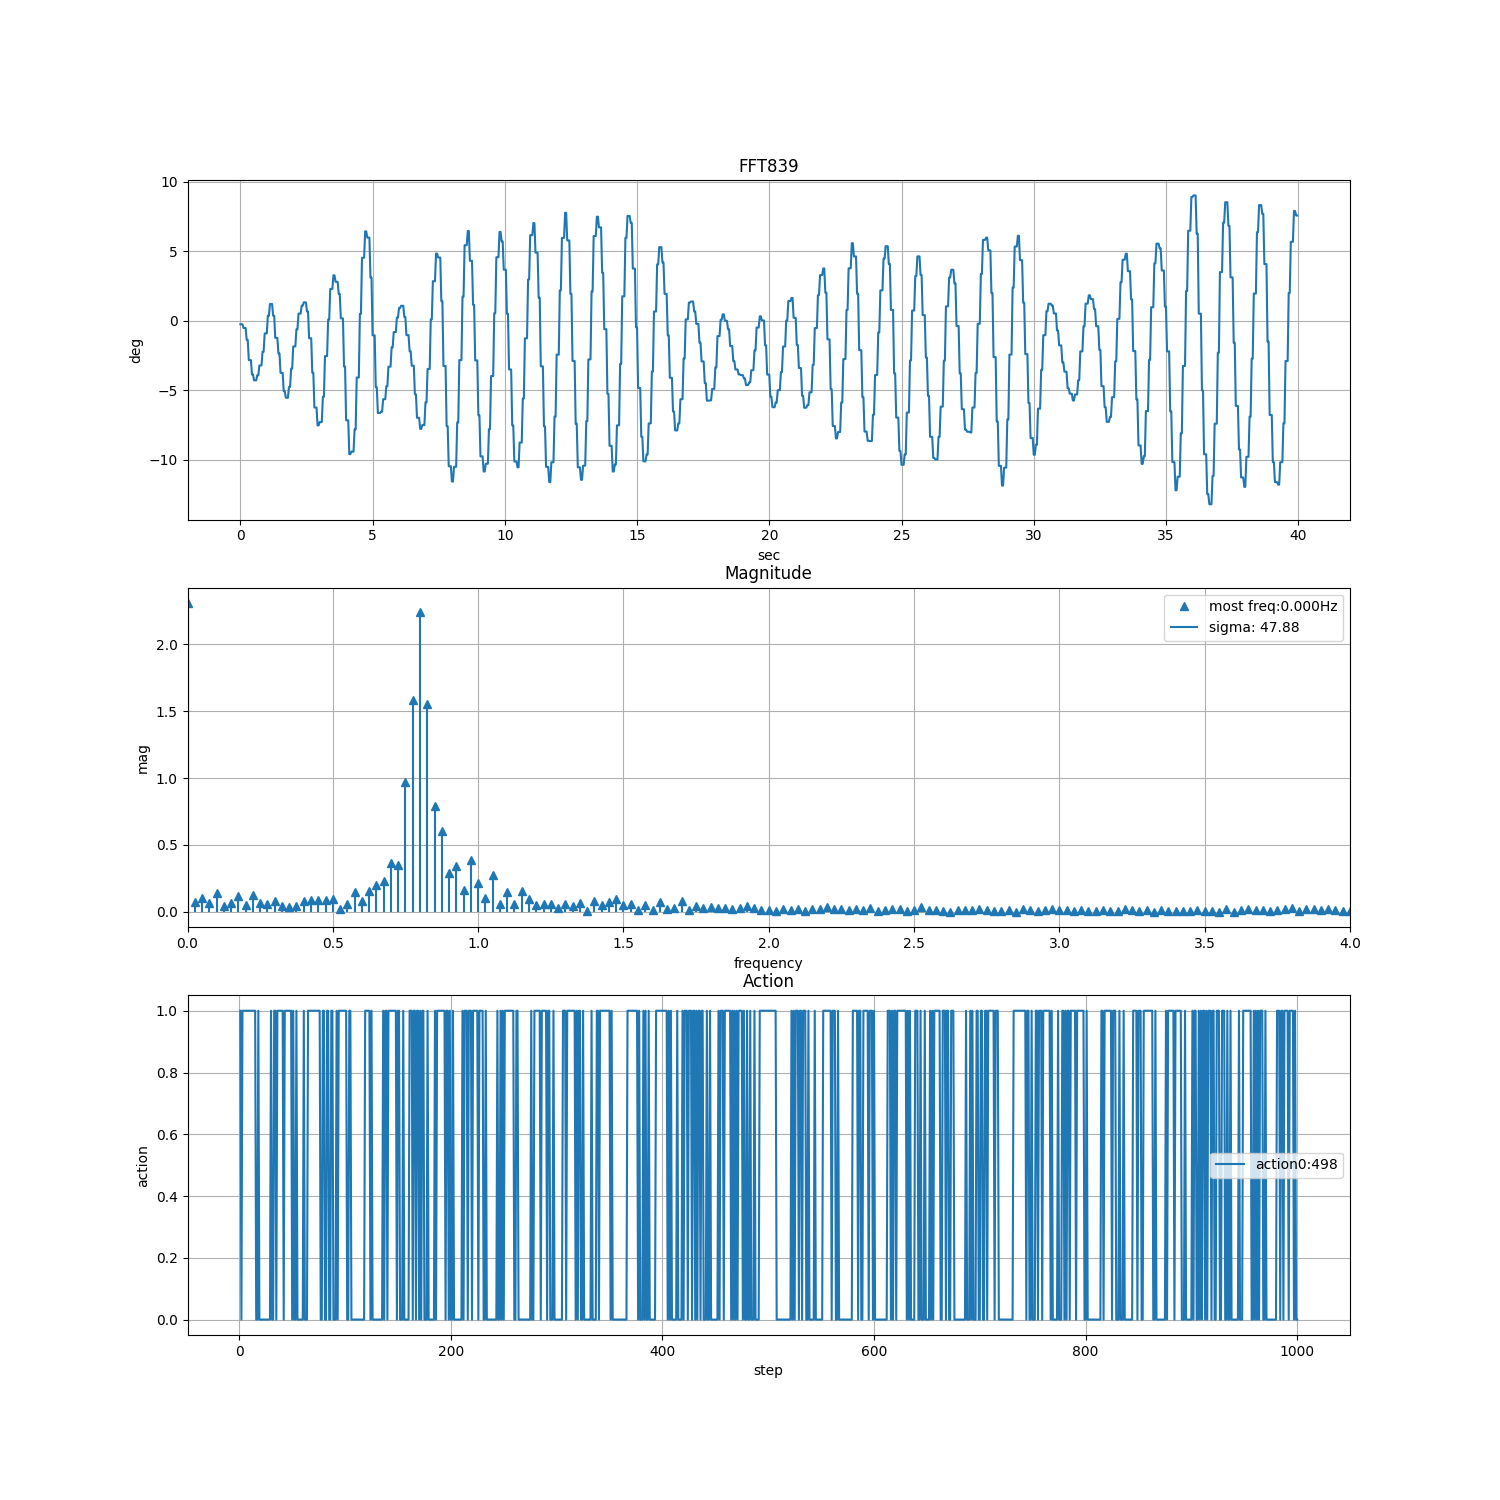 FFT839
10
5
0
−5
−10
deg
0 5 10 15 20 25 30 35 40
sec
Magnitude
most freq:0.000Hz
sigma: 47.88
2.0
1.5
1.0
0.5
0.0
mag
0.0 0.5 1.0 1.5 2.0 2.5 3.0 3.5 4.0
frequency
Action
1.0
0.8
0.6
0.4
0.2
0.0
action
action0:498
0 200 400 600 800 1000
step